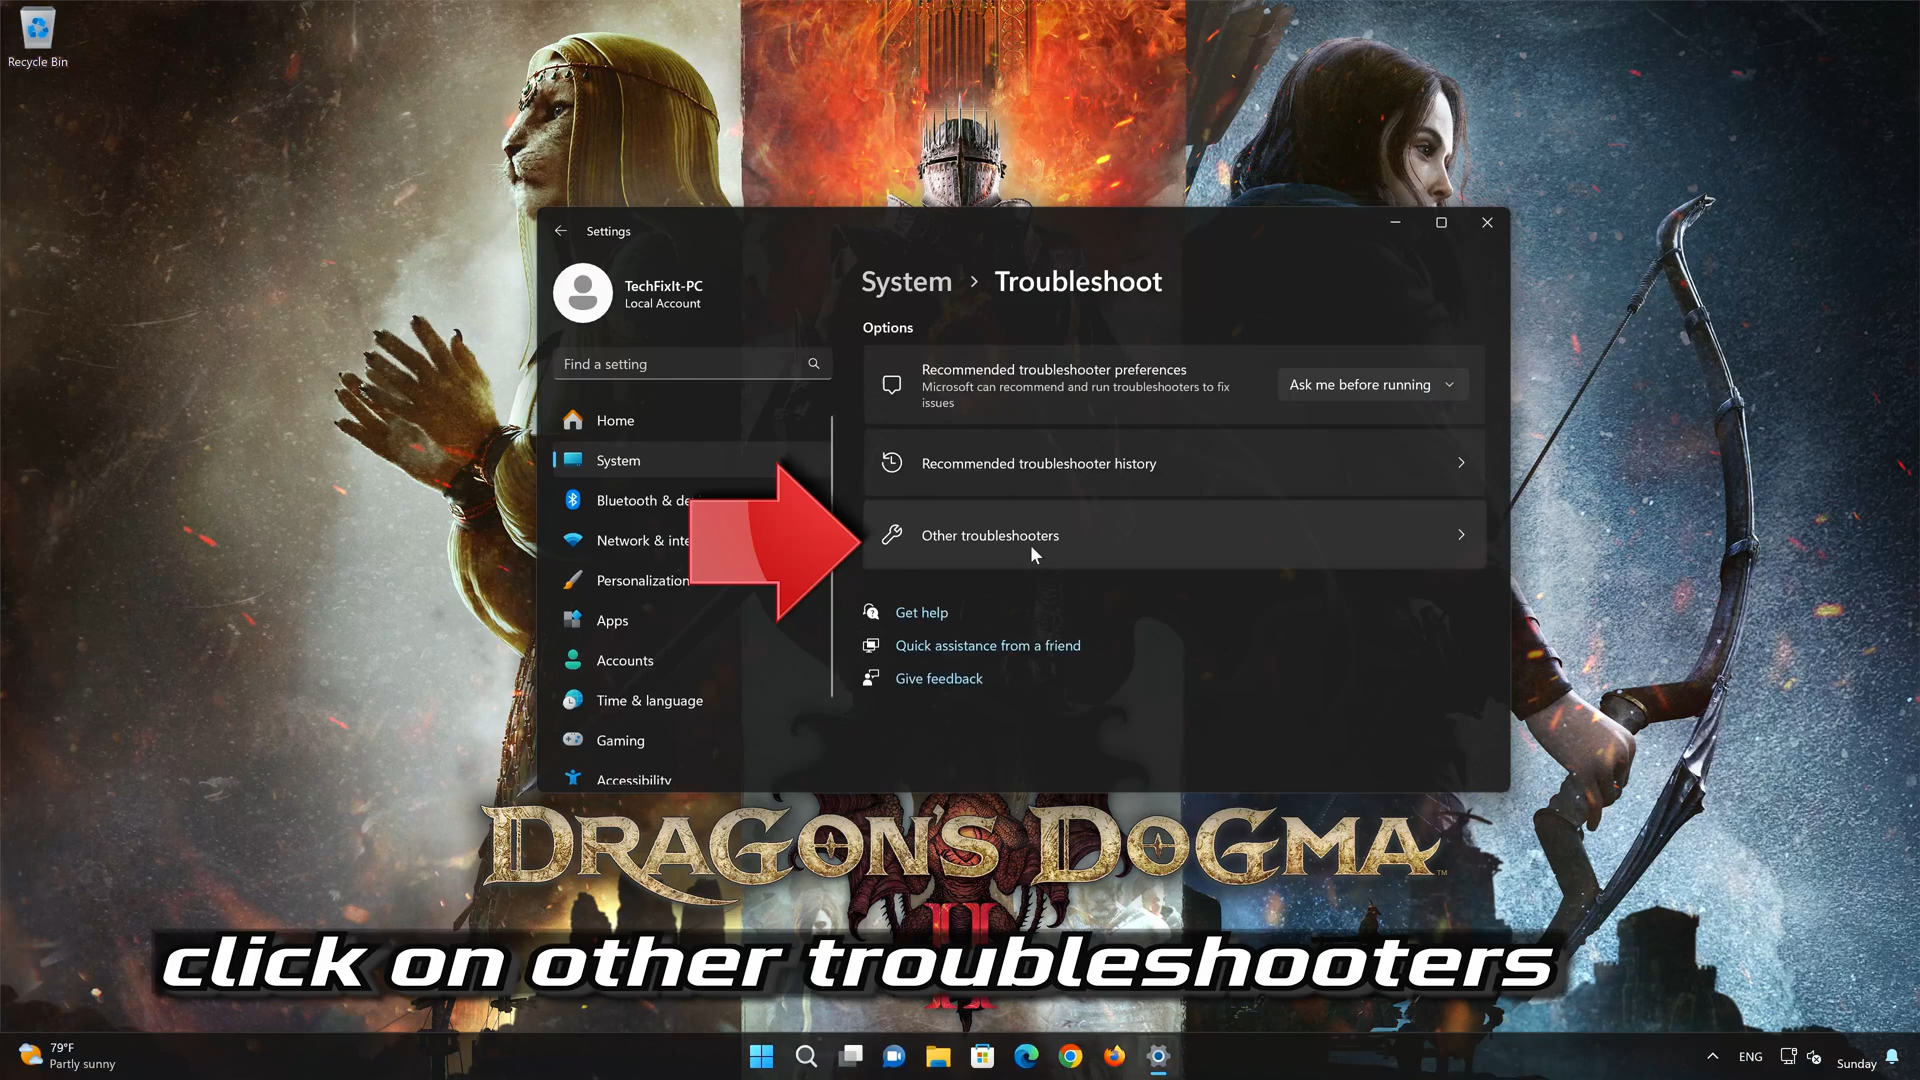 Recycle Bin
Settings
TechFixIt-PC
Local Account
Find a setting
Home
System
Bluetooth & de
Network & inte
Personalization
Apps
Accounts
Time & language
Gaming
Accessibility
System > Troubleshoot
Options
Recommended troubleshooter preferences
Microsoft can recommend and run troubleshooters to fix
issues
Ask me before running
Recommended troubleshooter history
Other troubleshooters
Get help
Quick assistance from a friend
Give feedback
DRAGON'S DOGMA™
II
click on other troubleshooters
79°F
Partly sunny
ENG
Sunday